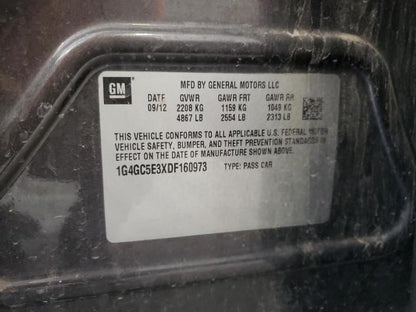 GM
MFD BY GENERAL MOTORS LLC
DATE GVWR GAWR FRT GAWR RR
09/12 2208 KG 1159 KG 1049 KG
4867 LB 2554 LB 2313 LB
THIS VEHICLE CONFORMS TO ALL APPLICABLE U.S. FEDERAL MOTOR
VEHICLE SAFETY, BUMPER, AND THEFT PREVENTION STANDARDS IN
EFFECT ON THE DATE OF MANUFACTURE SHOWN ABOVE.
1G4GC5E3XDF160973 TYPE: PASS CAR